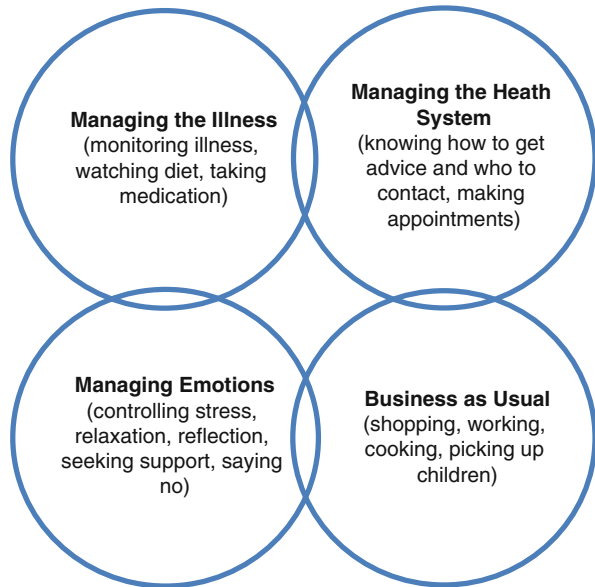 Managing the Illness
(monitoring illness,
watching diet, taking
medication)
Managing the Heath
System
(knowing how to get
advice and who to
contact, making
appointments)
Managing Emotions
(controlling stress,
relaxation, reflection,
seeking support, saying
no)
Business as Usual
(shopping, working,
cooking, picking up
children)